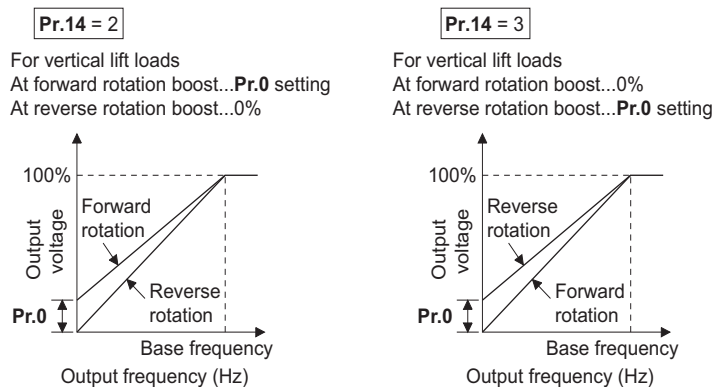 Pr.14 = 2
For vertical lift loads
At forward rotation boost...Pr.0 setting
At reverse rotation boost...0%
100%
Output
voltage
Forward
rotation
Reverse
rotation
Pr.0
Base frequency
Output frequency (Hz)
Pr.14 = 3
For vertical lift loads
At forward rotation boost...0%
At reverse rotation boost...Pr.0 setting
100%
Output
voltage
Reverse
rotation
Forward
rotation
Pr.0
Base frequency
Output frequency (Hz)